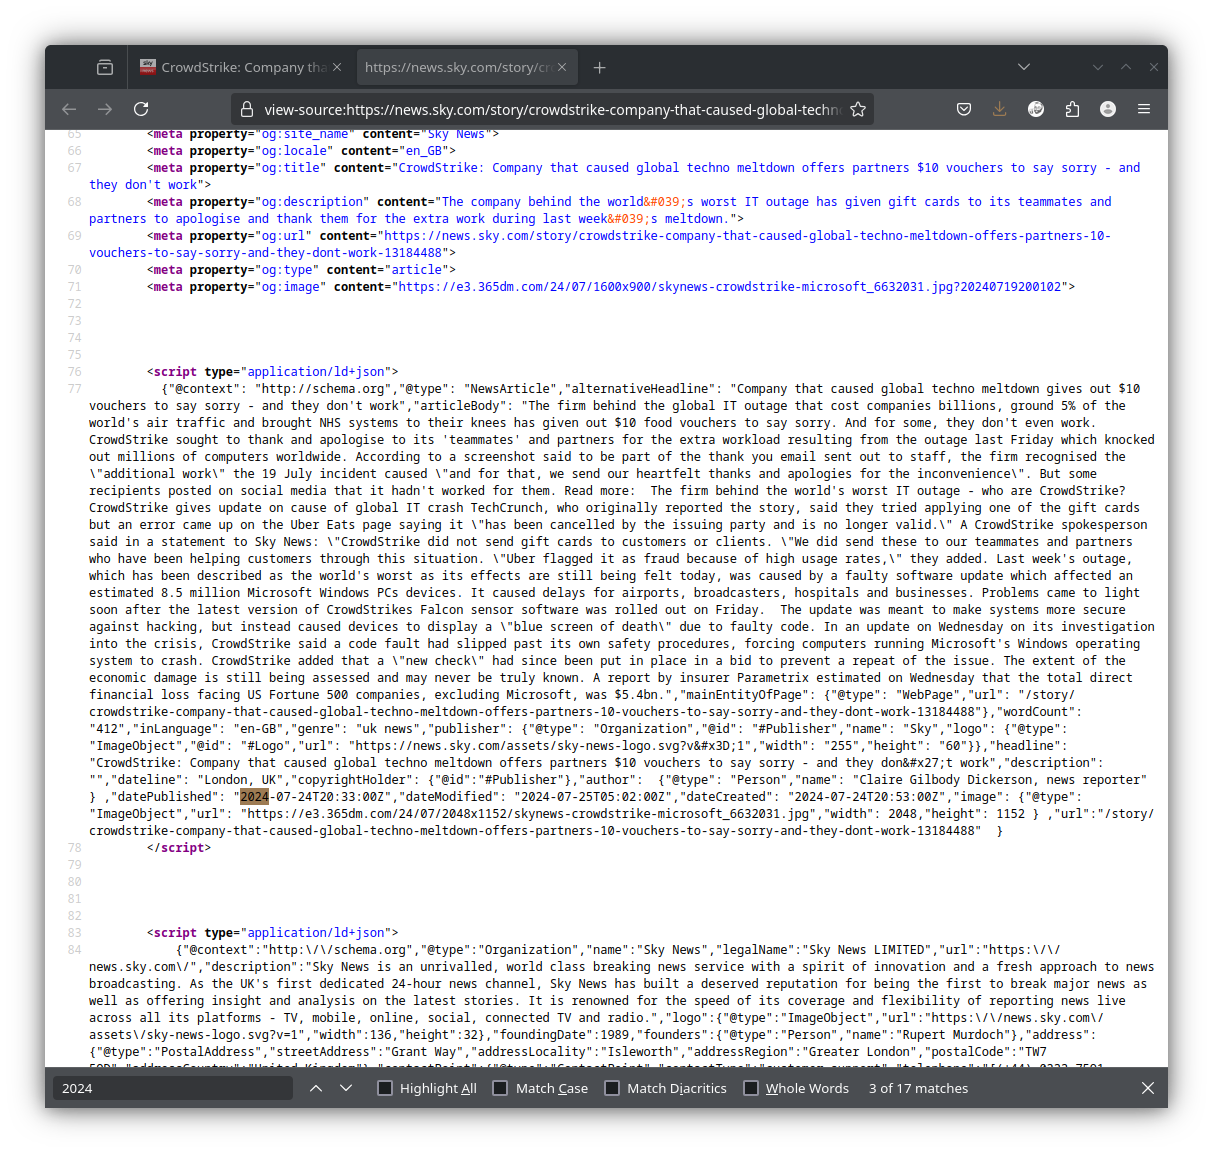 CrowdStrike: Company tha
https://news.sky.com/story/cr
view-source:https://news.sky.com/story/crowdstrike-company-that-caused-global-techn
65 <meta property="og:site_name" content="Sky News">
66 <meta property="og:locale" content="en_GB">
67 <meta property="og:title" content="CrowdStrike: Company that caused global techno meltdown offers partners $10 vouchers to say sorry - and
they don't work">
68 <meta property="og:description" content="The company behind the world&#039;s worst IT outage has given gift cards to its teammates and
partners to apologise and thank them for the extra work during last week&#039;s meltdown.">
69 <meta property="og:url" content="https://news.sky.com/story/crowdstrike-company-that-caused-global-techno-meltdown-offers-partners-10-
vouchers-to-say-sorry-and-they-dont-work-13184488">
70 <meta property="og:type" content="article">
71 <meta property="og:image" content="https://e3.365dm.com/24/07/1600x900/skynews-crowdstrike-microsoft_6632031.jpg?20240719200102">
72
73
74
75
76 <script type="application/ld+json">
77 {"@context": "http://schema.org","@type": "NewsArticle","alternativeHeadline": "Company that caused global techno meltdown gives out $10
vouchers to say sorry - and they don't work","articleBody": "The firm behind the global IT outage that cost companies billions, ground 5% of the
world's air traffic and brought NHS systems to their knees has given out $10 food vouchers to say sorry. And for some, they don't even work.
CrowdStrike sought to thank and apologise to its 'teammates' and partners for the extra workload resulting from the outage last Friday which knocked
out millions of computers worldwide. According to a screenshot said to be part of the thank you email sent out to staff, the firm recognised the
\"additional work\" the 19 July incident caused \"and for that, we send our heartfelt thanks and apologies for the inconvenience\". But some
recipients posted on social media that it hadn't worked for them. Read more:  The firm behind the world's worst IT outage - who are CrowdStrike?
CrowdStrike gives update on cause of global IT crash TechCrunch, who originally reported the story, said they tried applying one of the gift cards
but an error came up on the Uber Eats page saying it \"has been cancelled by the issuing party and is no longer valid.\" A CrowdStrike spokesperson
said in a statement to Sky News: \"CrowdStrike did not send gift cards to customers or clients. \"We did send these to our teammates and partners
who have been helping customers through this situation. \"Uber flagged it as fraud because of high usage rates,\" they added. Last week's outage,
which has been described as the world's worst as its effects are still being felt today, was caused by a faulty software update which affected an
estimated 8.5 million Microsoft Windows PCs devices. It caused delays for airports, broadcasters, hospitals and businesses. Problems came to light
soon after the latest version of CrowdStrikes Falcon sensor software was rolled out on Friday.  The update was meant to make systems more secure
against hacking, but instead caused devices to display a \"blue screen of death\" due to faulty code. In an update on Wednesday on its investigation
into the crisis, CrowdStrike said a code fault had slipped past its own safety procedures, forcing computers running Microsoft's Windows operating
system to crash. CrowdStrike added that a \"new check\" had since been put in place in a bid to prevent a repeat of the issue. The extent of the
economic damage is still being assessed and may never be truly known. A report by insurer Parametrix estimated on Wednesday that the total direct
financial loss facing US Fortune 500 companies, excluding Microsoft, was $5.4bn.","mainEntityOfPage": {"@type": "WebPage","url": "/story/
crowdstrike-company-that-caused-global-techno-meltdown-offers-partners-10-vouchers-to-say-sorry-and-they-dont-work-13184488"},"wordCount":
"412","inLanguage": "en-GB","genre": "uk news","publisher": {"@type": "Organization","@id": "#Publisher","name": "Sky","logo": {"@type":
"ImageObject","@id": "#Logo","url": "https://news.sky.com/assets/sky-news-logo.svg?v&#x3D;1","width": "255","height": "60"}},"headline":
"CrowdStrike: Company that caused global techno meltdown offers partners $10 vouchers to say sorry - and they don&#x27;t work","description":
"","dateline": "London, UK","copyrightHolder": {"@id":"#Publisher"},"author":  {"@type": "Person","name": "Claire Gilbody Dickerson, news reporter"
} ,"datePublished": "2024-07-24T20:33:00Z","dateModified": "2024-07-25T05:02:00Z","dateCreated": "2024-07-24T20:53:00Z","image": {"@type":
"ImageObject","url": "https://e3.365dm.com/24/07/2048x1152/skynews-crowdstrike-microsoft_6632031.jpg","width": 2048,"height": 1152 } ,"url":"/story/
crowdstrike-company-that-caused-global-techno-meltdown-offers-partners-10-vouchers-to-say-sorry-and-they-dont-work-13184488"  }
78 </script>
79
80
81
82
83 <script type="application/ld+json">
84 {"@context":"http:\/\/schema.org","@type":"Organization","name":"Sky News","legalName":"Sky News LIMITED","url":"https:\/\/
news.sky.com\/","description":"Sky News is an unrivalled, world class breaking news service with a spirit of innovation and a fresh approach to news
broadcasting. As the UK's first dedicated 24-hour news channel, Sky News has built a deserved reputation for being the first to break major news as
well as offering insight and analysis on the latest stories. It is renowned for the speed of its coverage and flexibility of reporting news live
across all its platforms - TV, mobile, online, social, connected TV and radio.","logo":{"@type":"ImageObject","url":"https:\/\/news.sky.com\/
assets\/sky-news-logo.svg?v=1","width":136,"height":32},"foundingDate":1989,"founders":{"@type":"Person","name":"Rupert Murdoch"},"address":
{"@type":"PostalAddress","streetAddress":"Grant Way","addressLocality":"Isleworth","addressRegion":"Greater London","postalCode":"TW7
2024
Highlight All
Match Case
Match Diacritics
Whole Words
3 of 17 matches